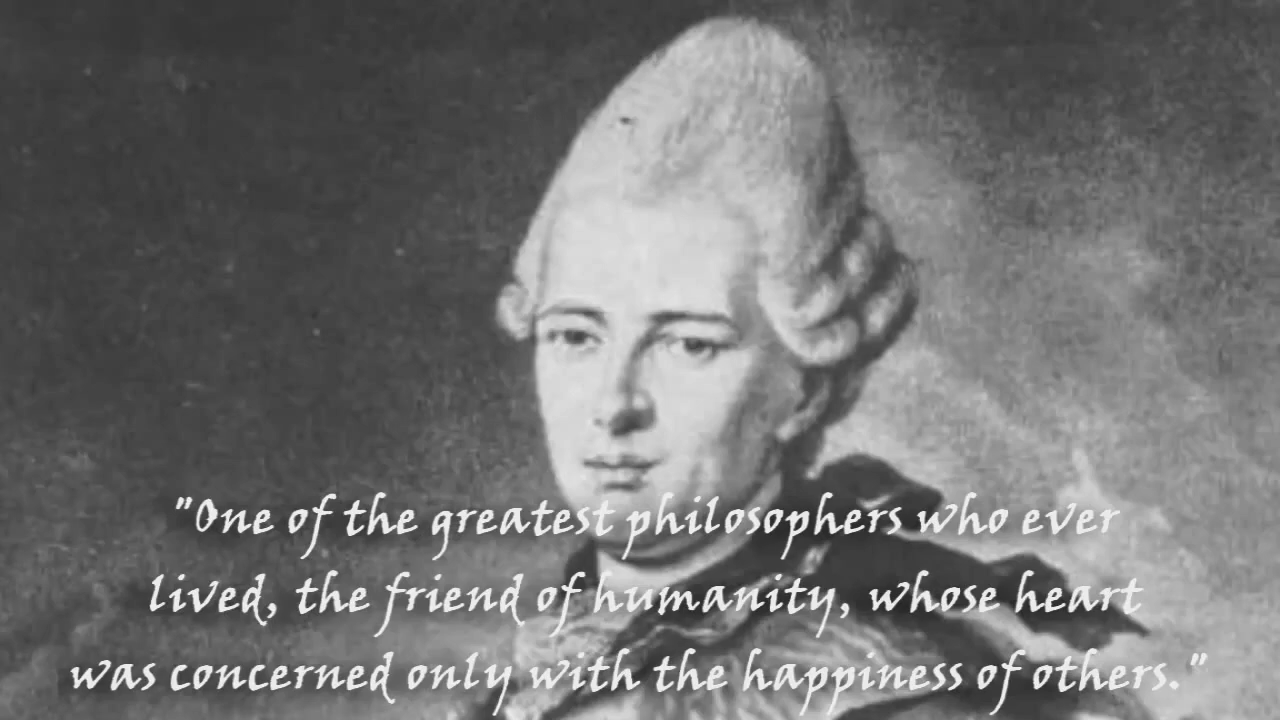 "One of the greatest philosophers who ever
lived, the friend of humanity, whose heart
was concerned only with the happiness of others."